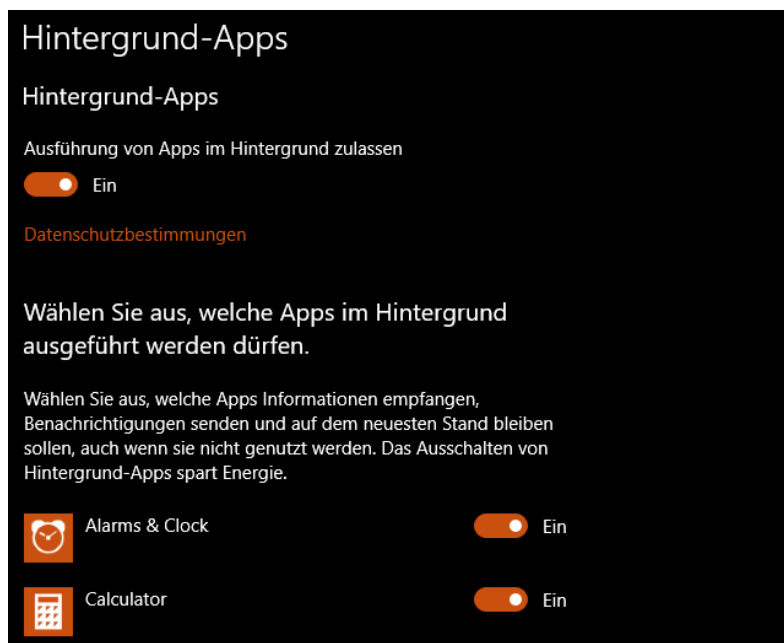 Hintergrund-Apps
Hintergrund-Apps
Ausführung von Apps im Hintergrund zulassen
Ein
Datenschutzbestimmungen
Wählen Sie aus, welche Apps im Hintergrund
ausgeführt werden dürfen.
Wählen Sie aus, welche Apps Informationen empfangen,
Benachrichtigungen senden und auf dem neuesten Stand bleiben
sollen, auch wenn sie nicht genutzt werden. Das Ausschalten von
Hintergrund-Apps spart Energie.
Alarms & Clock Ein
Calculator Ein